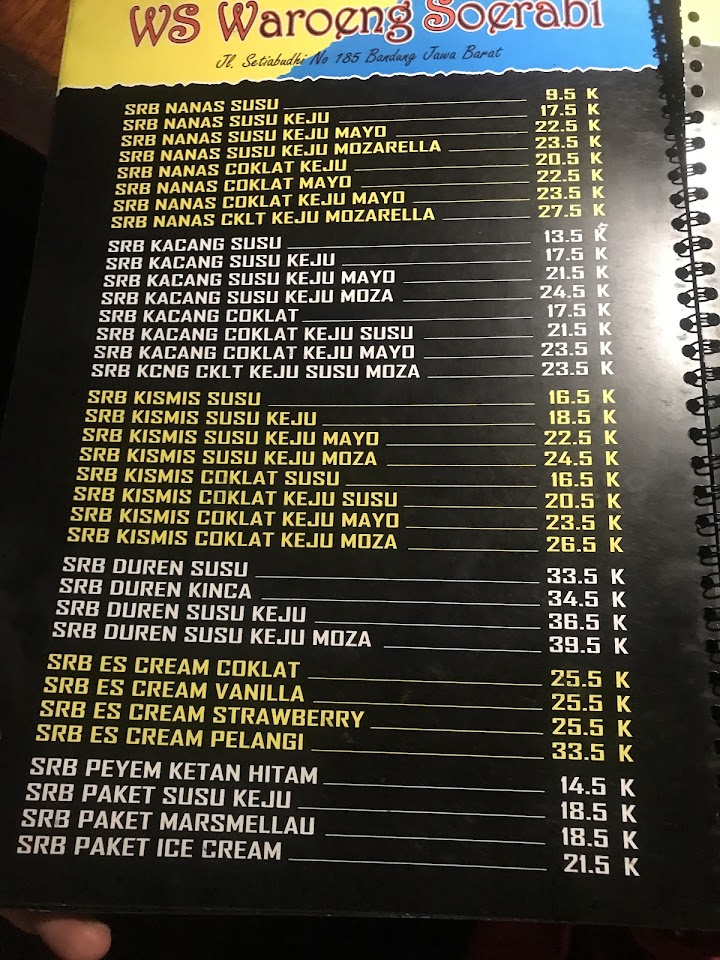 WS Waroeng Soerabi
Jl. Setiabudhi No 185 Bandung Jawa Barat
SRB NANAS SUSU 9.5 K
SRB NANAS SUSU KEJU 17.5 K
SRB NANAS SUSU KEJU MAYO 22.5 K
SRB NANAS SUSU KEJU MOZARELLA 23.5 K
SRB NANAS COKLAT KEJU 20.5 K
SRB NANAS COKLAT MAYO 22.5 K
SRB NANAS COKLAT KEJU MAYO 23.5 K
SRB NANAS CKLT KEJU MOZARELLA 27.5 K
SRB KACANG SUSU 13.5 K
SRB KACANG SUSU KEJU 17.5 K
SRB KACANG SUSU KEJU MAYO 21.5 K
SRB KACANG SUSU KEJU MOZA 24.5 K
SRB KACANG COKLAT 17.5 K
SRB KACANG COKLAT KEJU SUSU 21.5 K
SRB KACANG COKLAT KEJU MAYO 23.5 K
SRB KCNG CKLT KEJU SUSU MOZA 23.5 K
SRB KISMIS SUSU 16.5 K
SRB KISMIS SUSU KEJU 18.5 K
SRB KISMIS SUSU KEJU MAYO 22.5 K
SRB KISMIS SUSU KEJU MOZA 24.5 K
SRB KISMIS COKLAT SUSU 16.5 K
SRB KISMIS COKLAT KEJU SUSU 20.5 K
SRB KISMIS COKLAT KEJU MAYO 23.5 K
SRB KISMIS COKLAT KEJU MOZA 26.5 K
SRB DUREN SUSU 33.5 K
SRB DUREN KINCA 34.5 K
SRB DUREN SUSU KEJU 36.5 K
SRB DUREN SUSU KEJU MOZA 39.5 K
SRB ES CREAM COKLAT 25.5 K
SRB ES CREAM VANILLA 25.5 K
SRB ES CREAM STRAWBERRY 25.5 K
SRB ES CREAM PELANGI 33.5 K
SRB PEYEM KETAN HITAM 14.5 K
SRB PAKET SUSU KEJU 18.5 K
SRB PAKET MARSMELLAU 18.5 K
SRB PAKET ICE CREAM 21.5 K